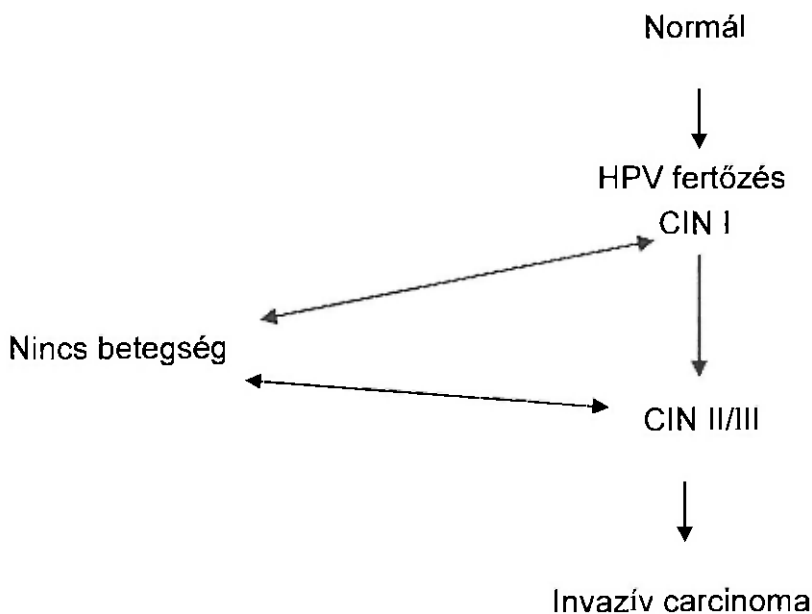 Normál
HPV fertőzés
CIN I
Nincs betegség
CIN II/III
Invazív carcinoma